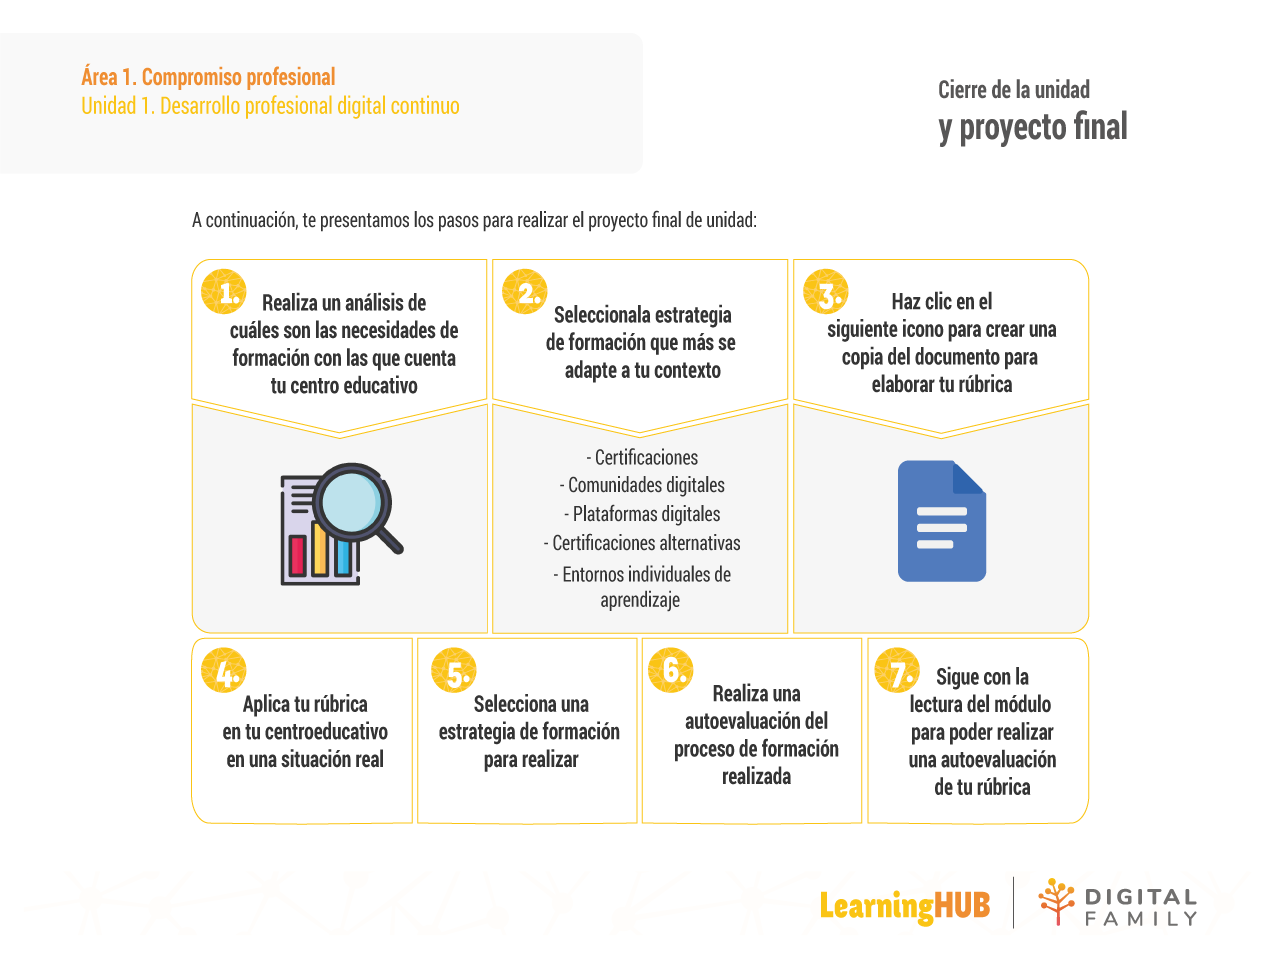 Área 1. Compromiso profesional
Unidad 1. Desarrollo profesional digital continuo
Cierre de la unidad
y proyecto final
A continuación, te presentamos los pasos para realizar el proyecto final de unidad:
1.
Realiza un análisis de
cuáles son las necesidades de
formación con las que cuenta
tu centro educativo
2.
Seleccionala estrategia
de formación que más se
adapte a tu contexto
- Certificaciones
- Comunidades digitales
- Plataformas digitales
- Certificaciones alternativas
- Entornos individuales de
aprendizaje
3.
Haz clic en el
siguiente icono para crear una
copia del documento para
elaborar tu rúbrica
4.
Aplica tu rúbrica
en tu centroeducativo
en una situación real
5.
Selecciona una
estrategia de formación
para realizar
6.
Realiza una
autoevaluación del
proceso de formación
realizada
7.
Sigue con la
lectura del módulo
para poder realizar
una autoevaluación
de tu rúbrica
LearningHUB
DIGITAL
FAMILY